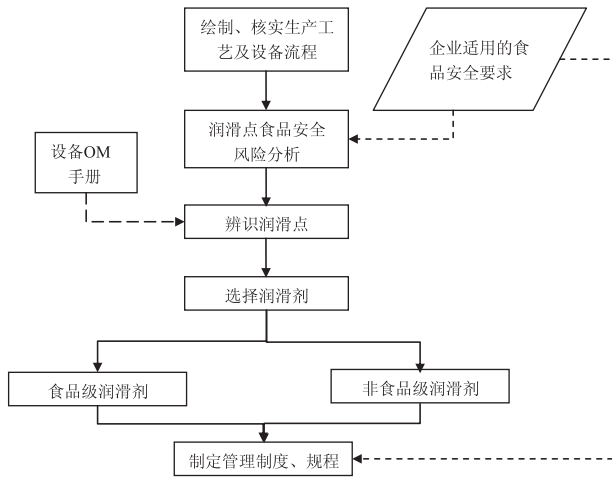 绘制、核实生产工
艺及设备流程
企业适用的食
品安全要求
润滑点食品安全
风险分析
设备OM
手册
辨识润滑点
选择润滑剂
食品级润滑剂
非食品级润滑剂
制定管理制度、规程